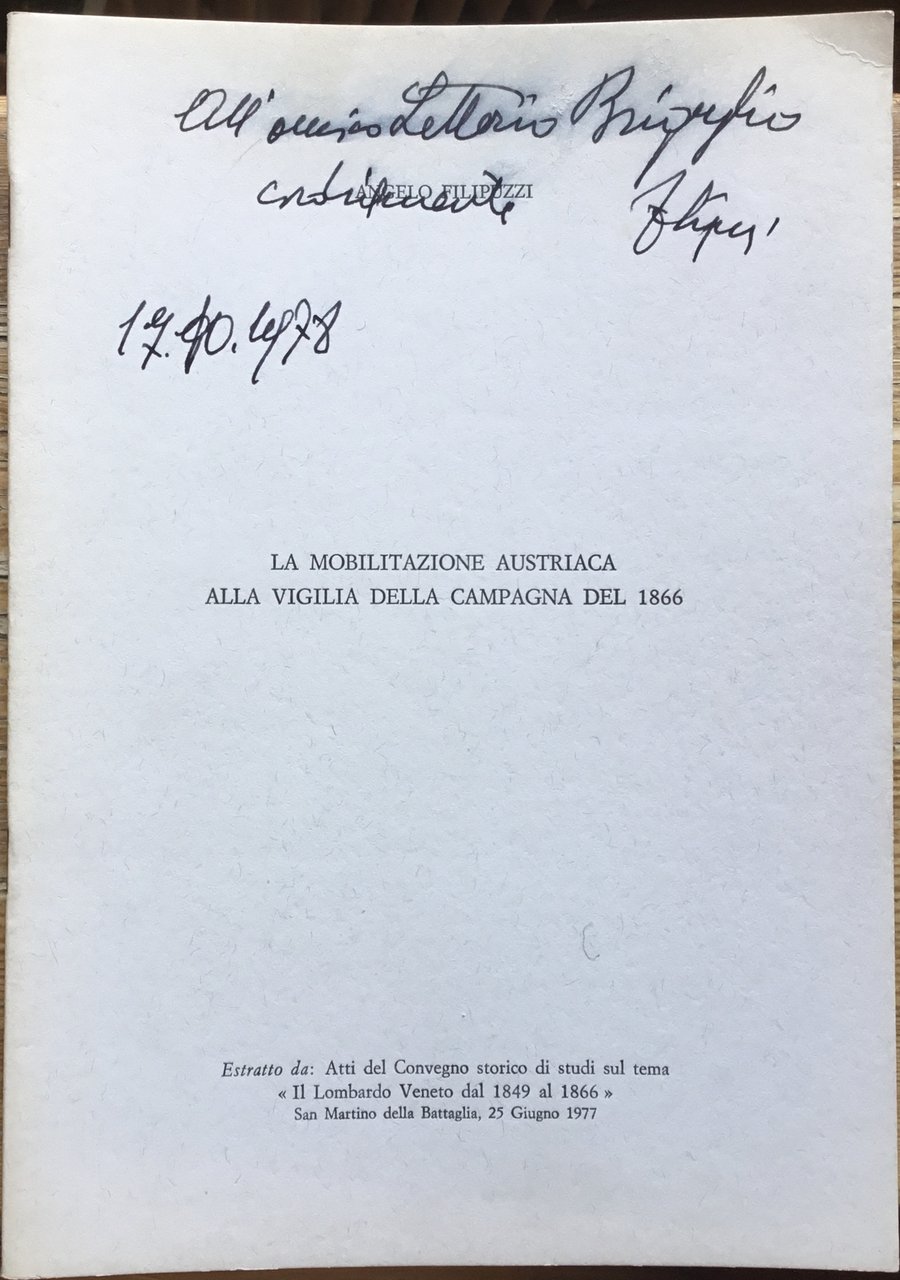 All'amico Letterio Briguglio
cordialmente Filipuzzi
ANGELO FILIPUZZI
17.10.1978
LA MOBILITAZIONE AUSTRIACA
ALLA VIGILIA DELLA CAMPAGNA DEL 1866
Estratto da: Atti del Convegno storico di studi sul tema
« Il Lombardo Veneto dal 1849 al 1866 »
San Martino della Battaglia, 25 Giugno 1977